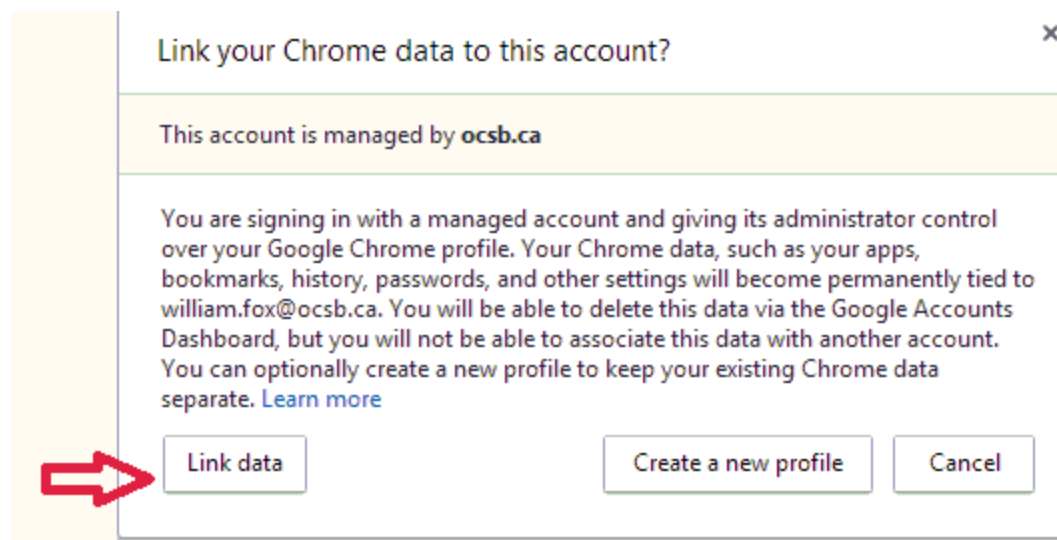 Link your Chrome data to this account?
This account is managed by ocsb.ca
You are signing in with a managed account and giving its administrator control
over your Google Chrome profile. Your Chrome data, such as your apps,
bookmarks, history, passwords, and other settings will become permanently tied to
william.fox@ocsb.ca. You will be able to delete this data via the Google Accounts
Dashboard, but you will not be able to associate this data with another account.
You can optionally create a new profile to keep your existing Chrome data
separate. Learn more
Link data Create a new profile Cancel